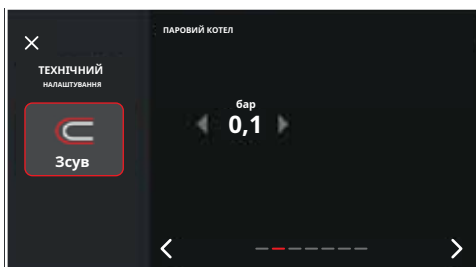 ПАРОВИЙ КОТЕЛ
ТЕХНІЧНИЙ
НАЛАШТУВАННЯ
бар
0,1
Зсув